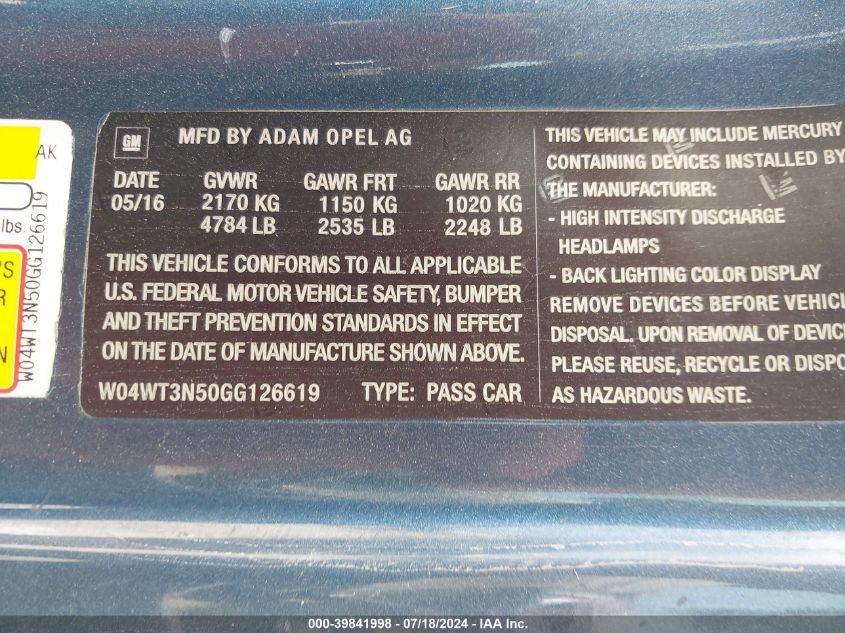 GM MFD BY ADAM OPEL AG
DATE GVWR GAWR FRT GAWR RR
05/16 2170 KG 1150 KG 1020 KG
4784 LB 2535 LB 2248 LB
THIS VEHICLE CONFORMS TO ALL APPLICABLE
U.S. FEDERAL MOTOR VEHICLE SAFETY, BUMPER
AND THEFT PREVENTION STANDARDS IN EFFECT
ON THE DATE OF MANUFACTURE SHOWN ABOVE.
W04WT3N50GG126619 TYPE: PASS CAR
THIS VEHICLE MAY INCLUDE MERCURY
CONTAINING DEVICES INSTALLED BY
THE MANUFACTURER:
- HIGH INTENSITY DISCHARGE
HEADLAMPS
- BACK LIGHTING COLOR DISPLAY
REMOVE DEVICES BEFORE VEHICL
DISPOSAL. UPON REMOVAL OF DEVIC
PLEASE REUSE, RECYCLE OR DISPO
AS HAZARDOUS WASTE.
AK
lbs.
'S
R
N
W04WT3N50GG126619
000-39841998 - 07/18/2024 - IAA Inc.